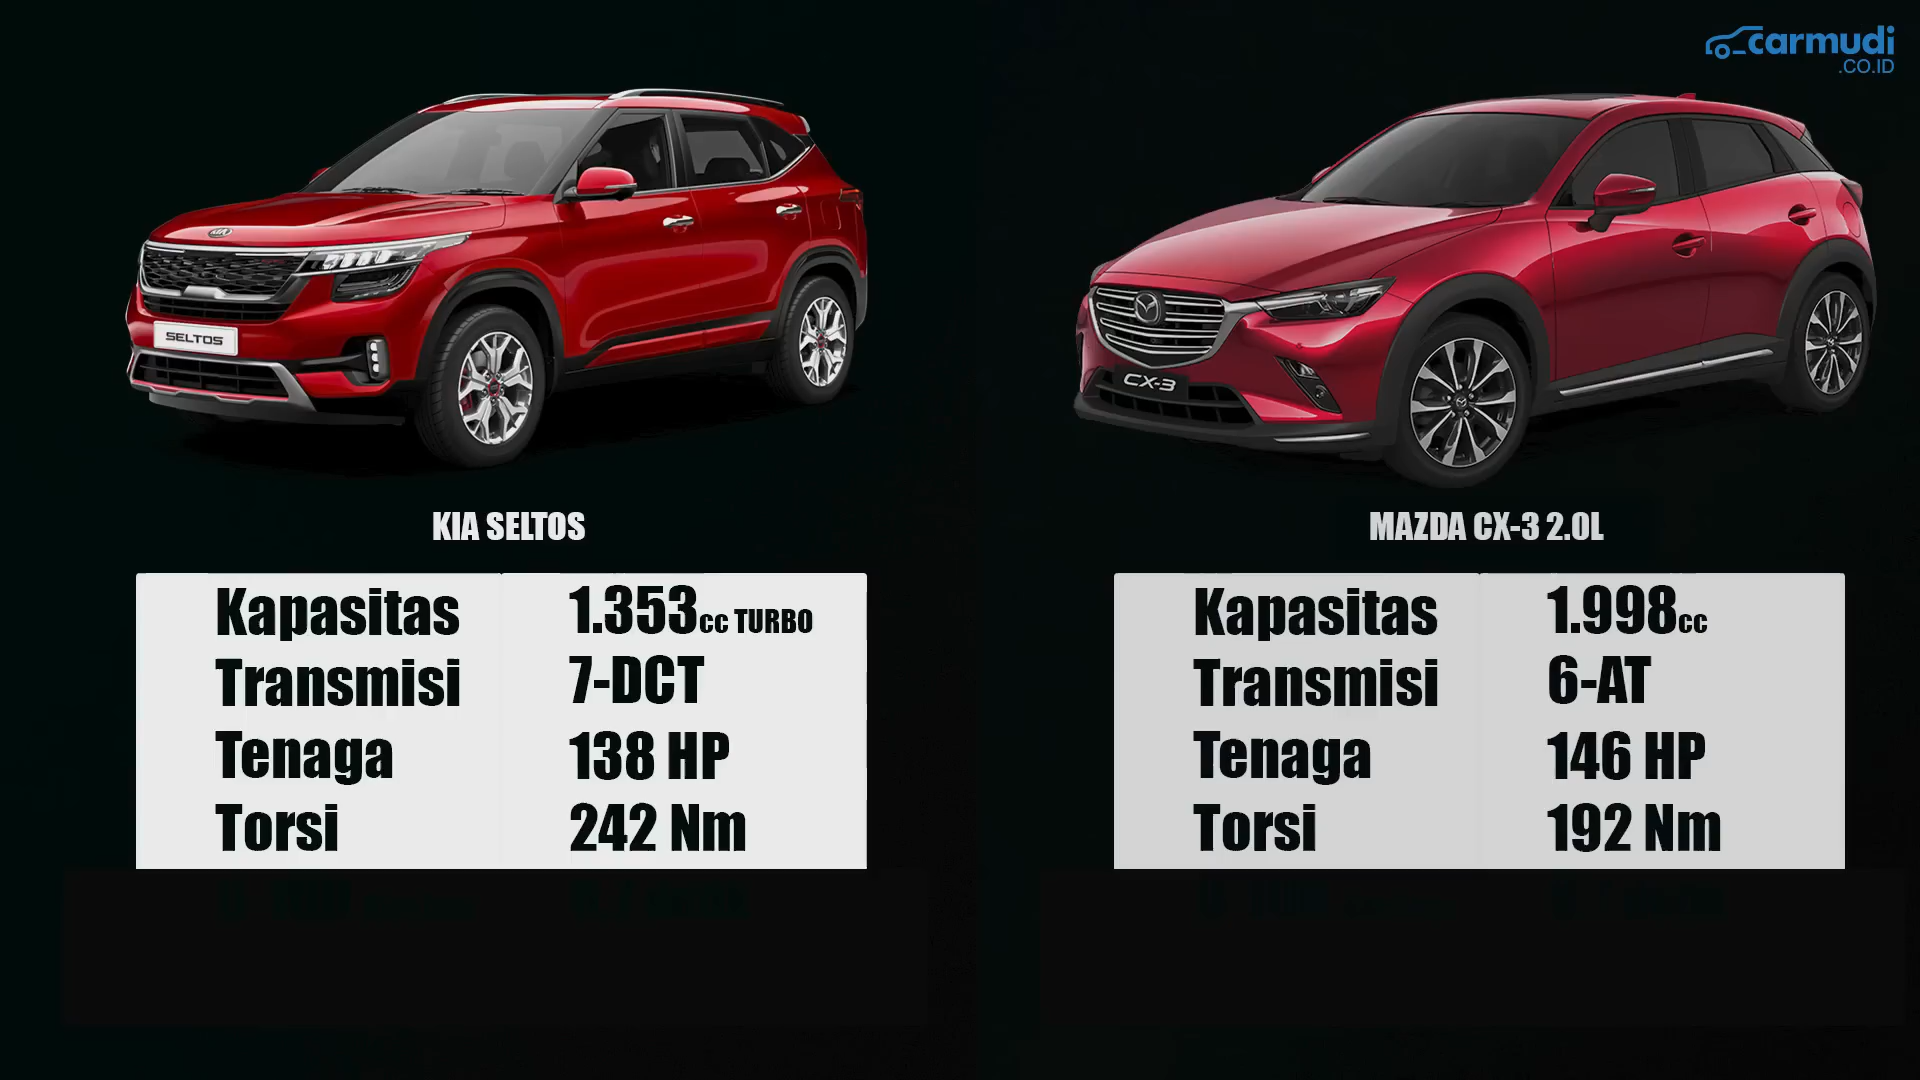 carmudi
.CO.ID
KIA
SELTOS
CX-3
KIA SELTOS
MAZDA CX-3 2.0L
Kapasitas 1.353cc TURBO
Transmisi 7-DCT
Tenaga 138 HP
Torsi 242 Nm
Kapasitas 1.998cc
Transmisi 6-AT
Tenaga 146 HP
Torsi 192 Nm